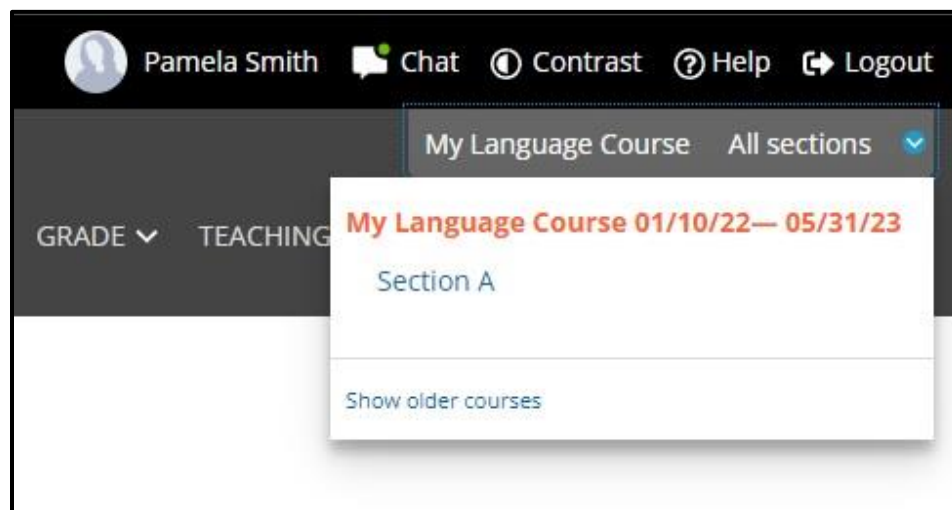 Pamela Smith Chat Contrast Help Logout
My Language Course All sections
GRADE TEACHING
My Language Course 01/10/22— 05/31/23
Section A
Show older courses